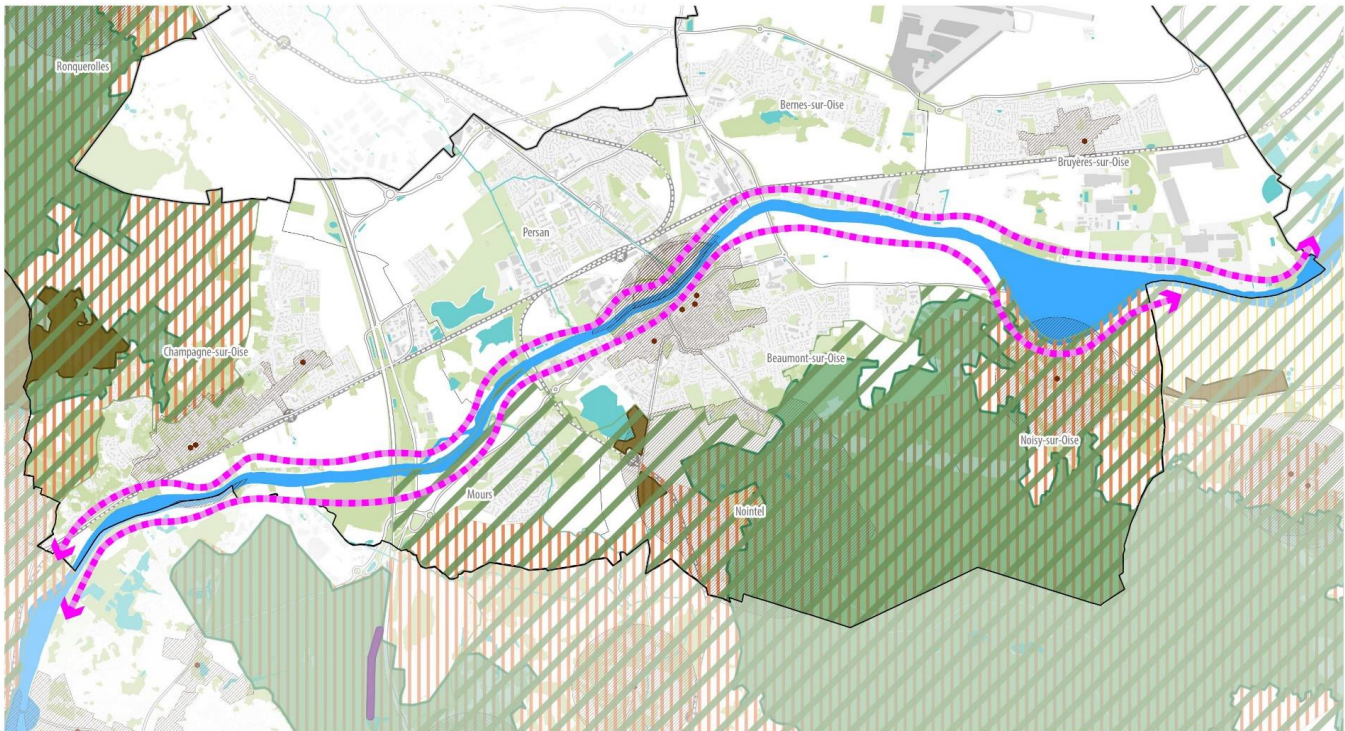 Ronquerolles
Bernes-sur-Oise
Bruyères-sur-Oise
Persan
Champagne-sur-Oise
Beaumont-sur-Oise
Noisy-sur-Oise
Mours
Nointel